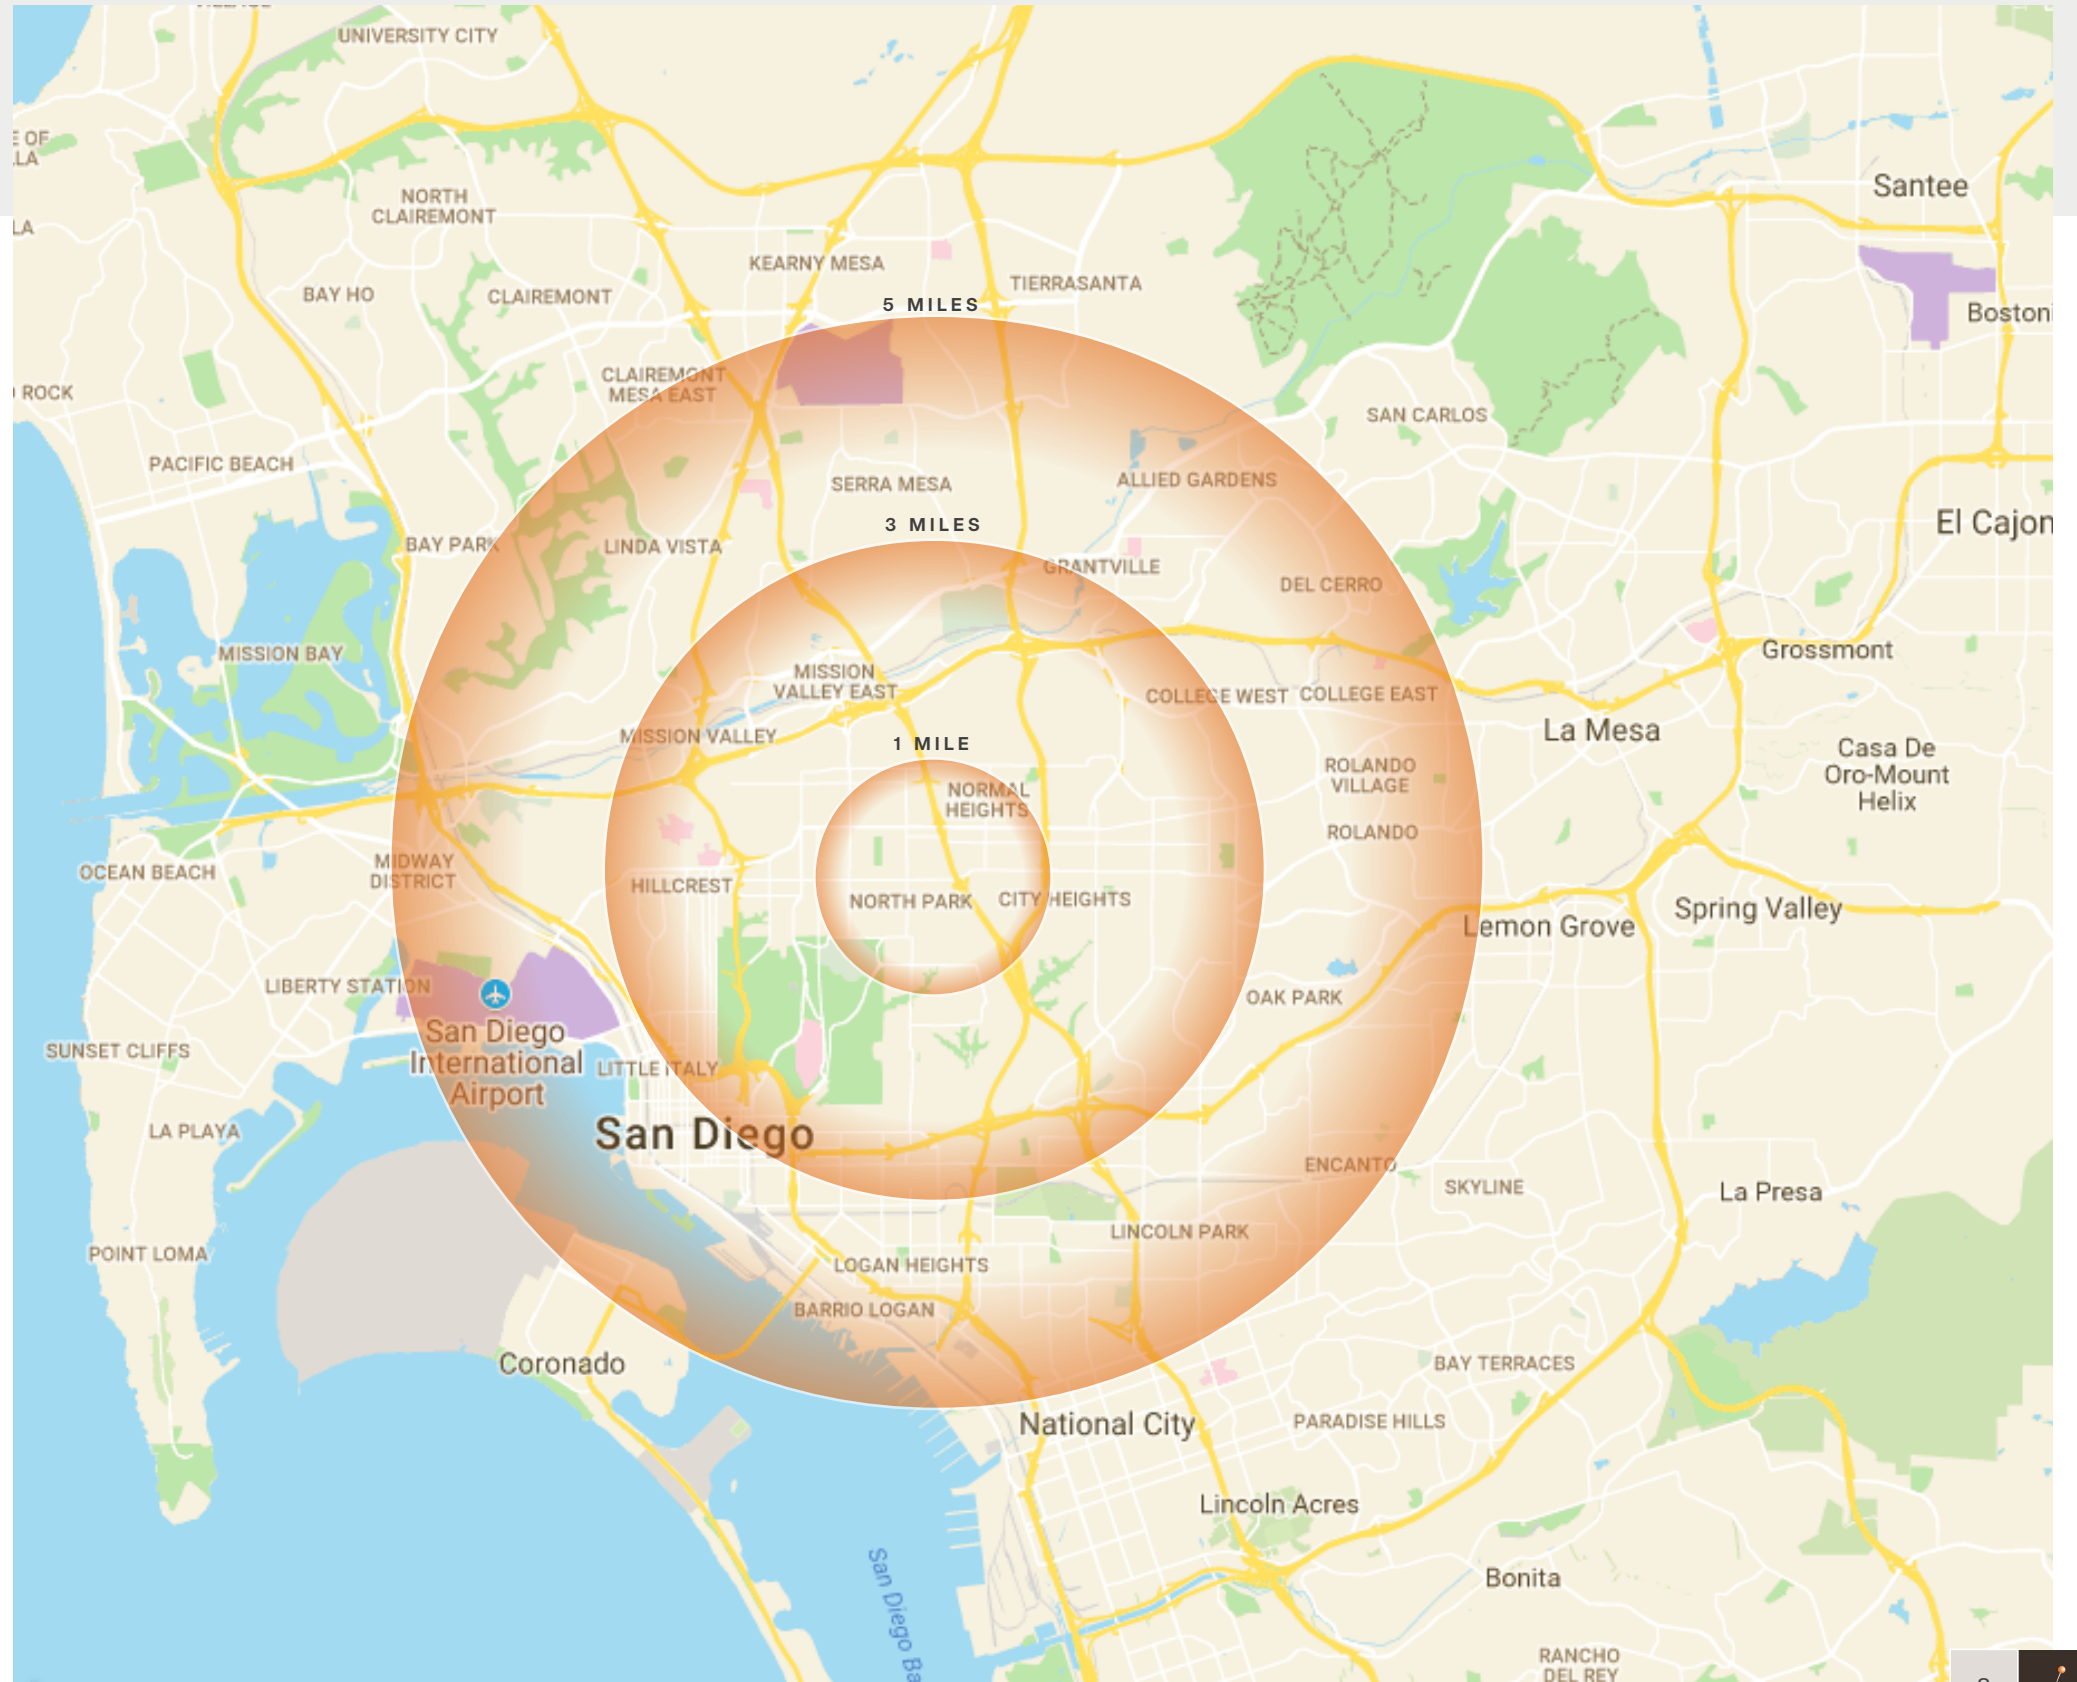 UNIVERSITY CITY
NORTH
CLAIREMONT
Santee
KEARNY MESA
TIERRASANTA
BAY HO
CLAIREMONT
5 MILES
CLAIREMONT
MESA EAST
ROCK
SAN CARLOS
PACIFIC BEACH
SERRA MESA
ALLIED GARDENS
3 MILES
El Cajon
BAY PARK
LINDA VISTA
GRANTVILLE
DEL CERRO
MISSION BAY
Grossmont
MISSION
VALLEY EAST
COLLEGE WEST
COLLEGE EAST
MISSION VALLEY
1 MILE
La Mesa
Casa De
Oro-Mount
Helix
ROLANDO
VILLAGE
NORMAL
HEIGHTS
ROLANDO
OCEAN BEACH
MIDWAY
DISTRICT
HILLCREST
NORTH PARK
CITY HEIGHTS
Lemon Grove
Spring Valley
LIBERTY STATION
OAK PARK
San Diego
International
Airport
SUNSET CLIFFS
LITTLE ITALY
San Diego
LA PLAYA
ENCANTO
SKYLINE
La Presa
POINT LOMA
LINCOLN PARK
LOGAN HEIGHTS
BARRIO LOGAN
Coronado
BAY TERRACES
National City
PARADISE HILLS
Lincoln Acres
Bonita
San Diego Ba
RANCHO
DEL REY